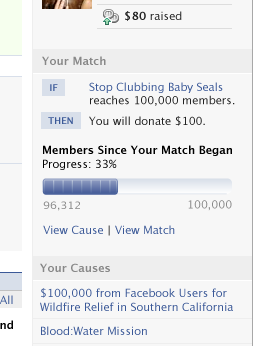 $80 raised
Your Match
IF Stop Clubbing Baby Seals
reaches 100,000 members.
THEN You will donate $100.
Members Since Your Match Began
Progress: 33%
96,312 100,000
View Cause | View Match
Your Causes
$100,000 from Facebook Users for
All Wildfire Relief in Southern California
nd Blood:Water Mission